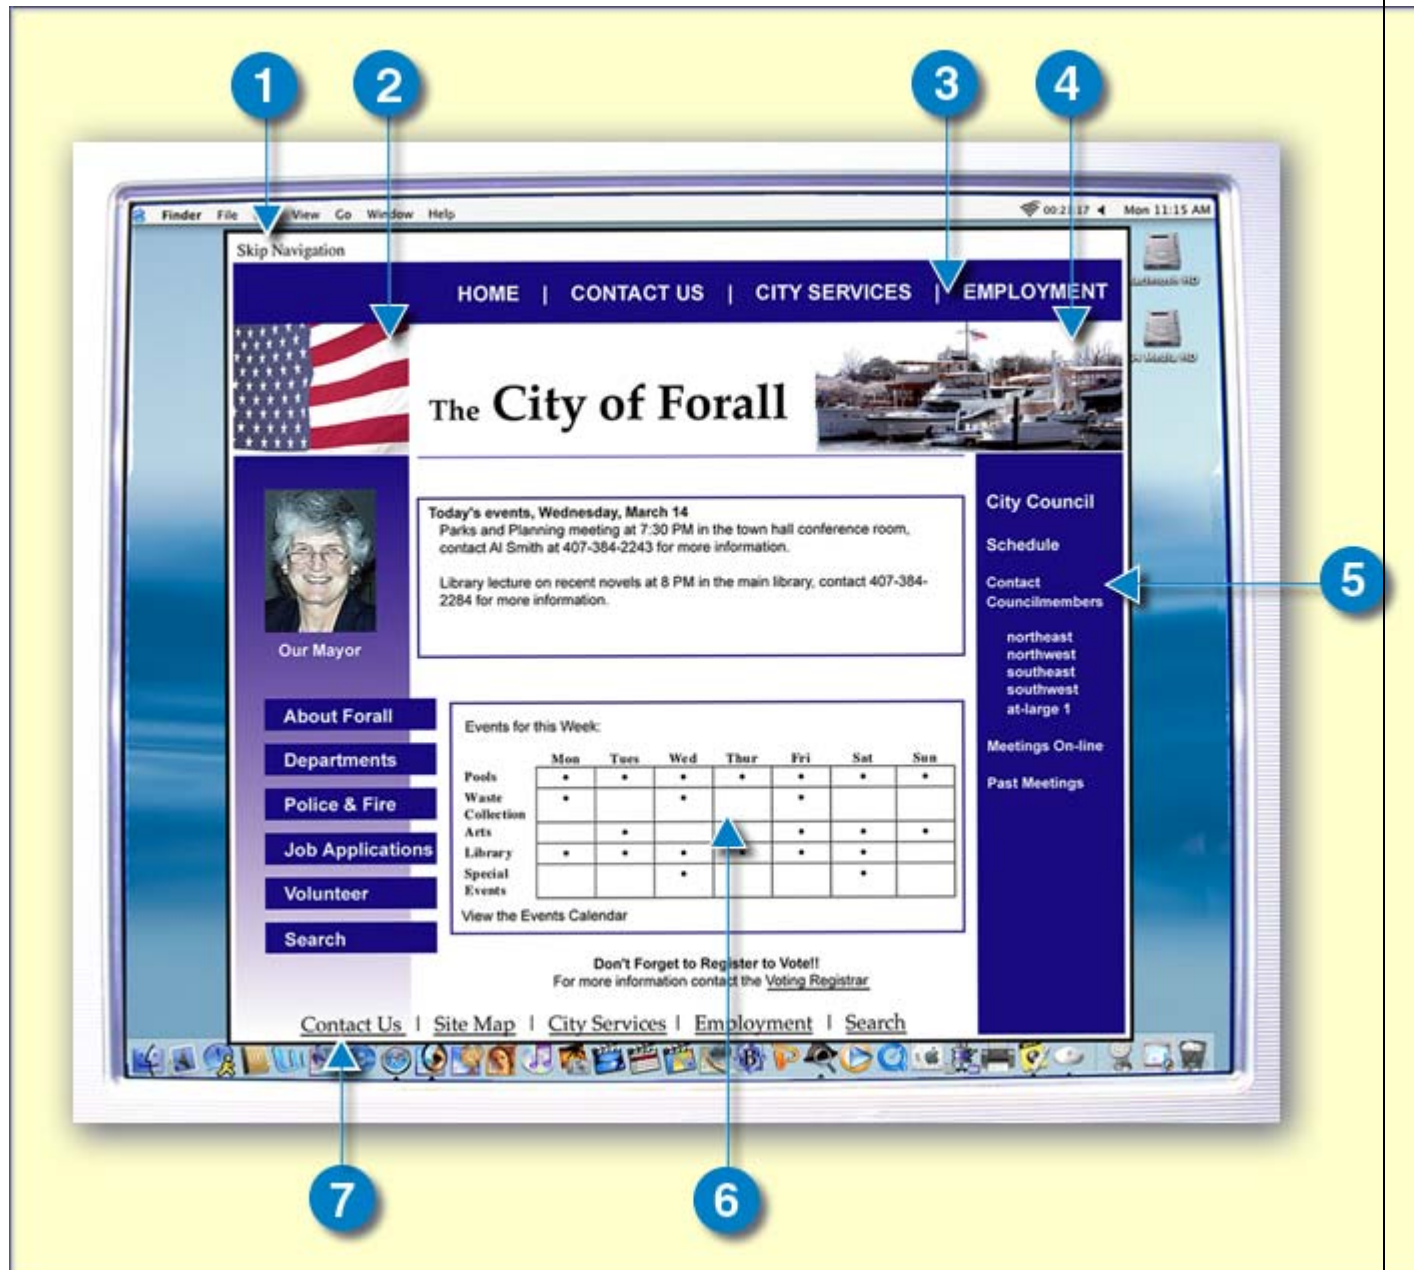 1
2
3
4
Finder File View Go Window Help
00:21:17 Mon 11:15 AM
Skip Navigation
HOME | CONTACT US | CITY SERVICES | EMPLOYMENT
The City of Forall
Our Mayor
About Forall
Departments
Police & Fire
Job Applications
Volunteer
Search
Today's events, Wednesday, March 14
Parks and Planning meeting at 7:30 PM in the town hall conference room,
contact Al Smith at 407-384-2243 for more information.
Library lecture on recent novels at 8 PM in the main library, contact 407-384-
2284 for more information.
Events for this Week:
Mon Tues Wed Thur Fri Sat Sun
Pools
Waste
Collection
Arts
Library
Special
Events
View the Events Calendar
Don't Forget to Register to Vote!!
For more information contact the Voting Registrar
City Council
Schedule
Contact
Councilmembers
northeast
northwest
southeast
southwest
at-large 1
Meetings On-line
Past Meetings
5
Contact Us | Site Map | City Services | Employment | Search
7
6